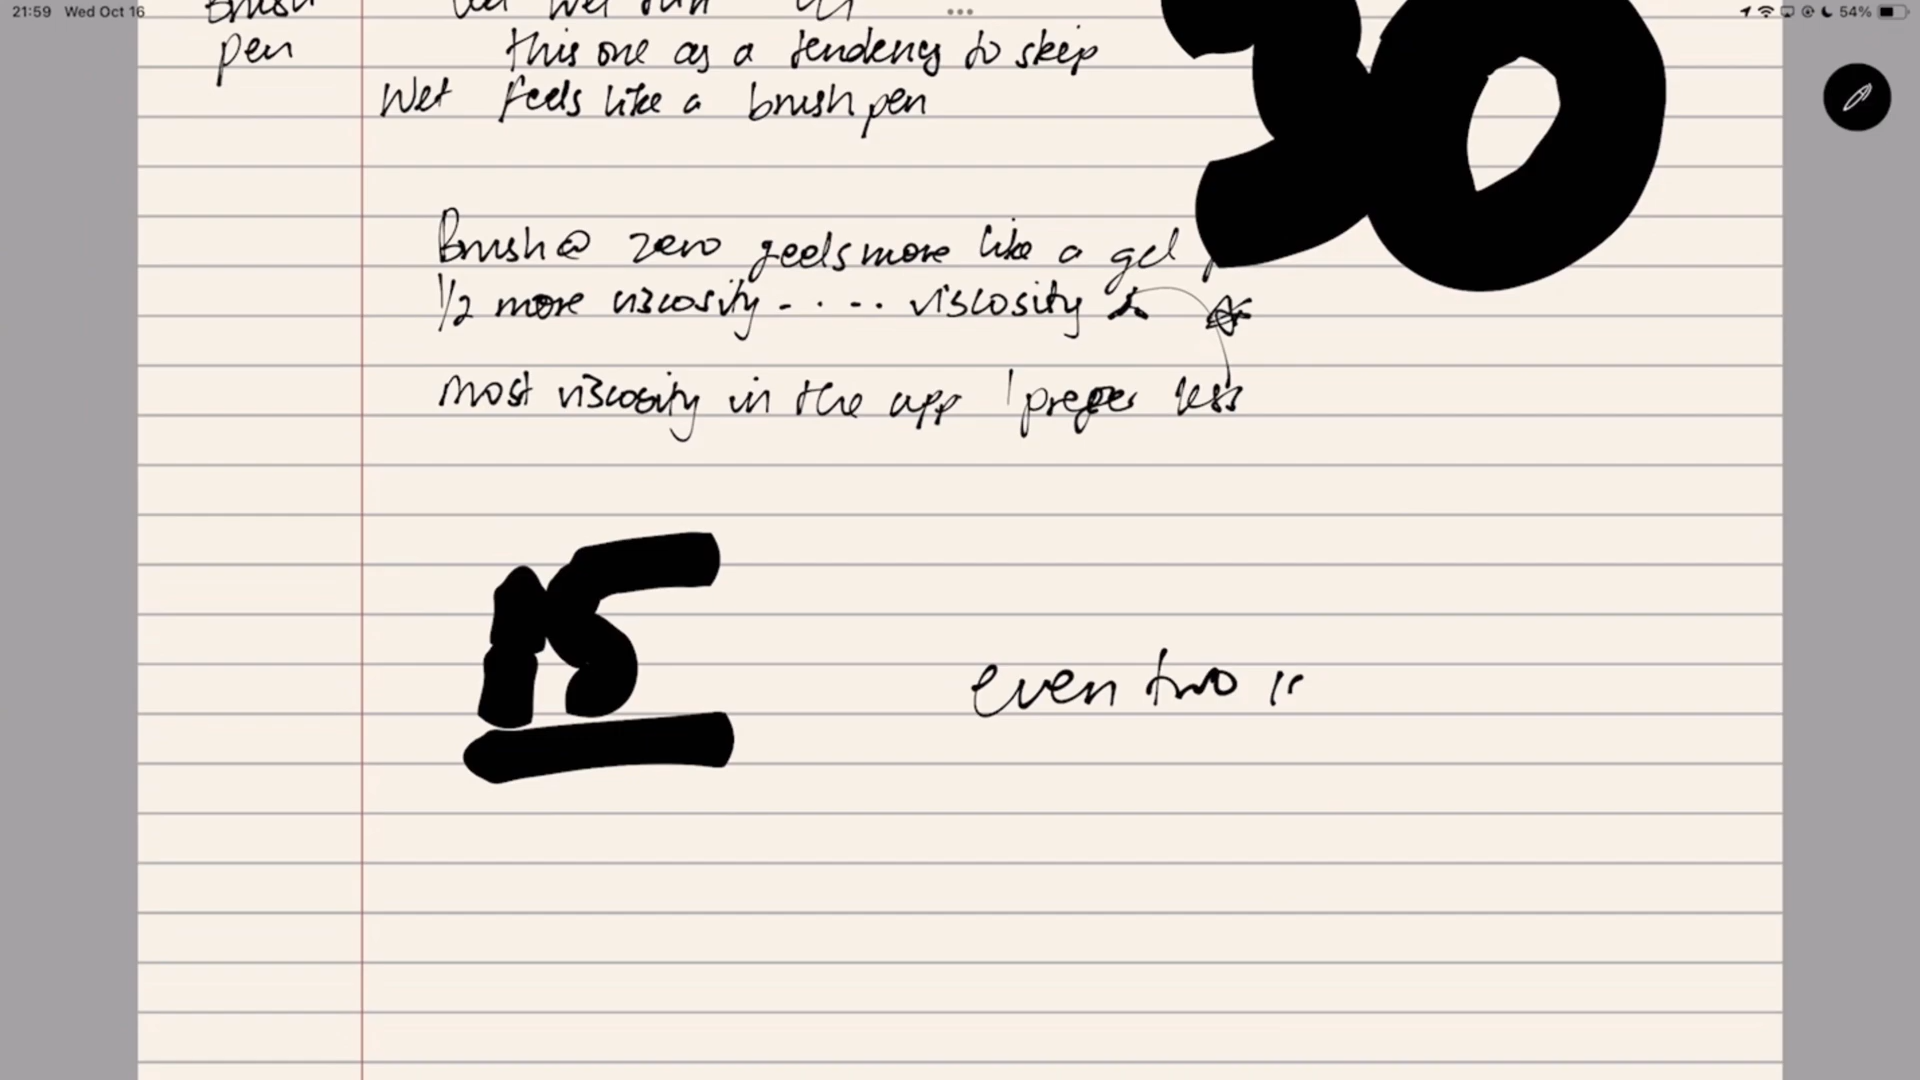 21:59 Wed Oct 16
54%
Brush
pen
this one as a tendency to skip
Wet feels like a brush pen
30
Brush @ zero feels more like a gel
1/2 more viscosity - . . - . viscosity
most viscosity in the app I prefer less
15
even two is